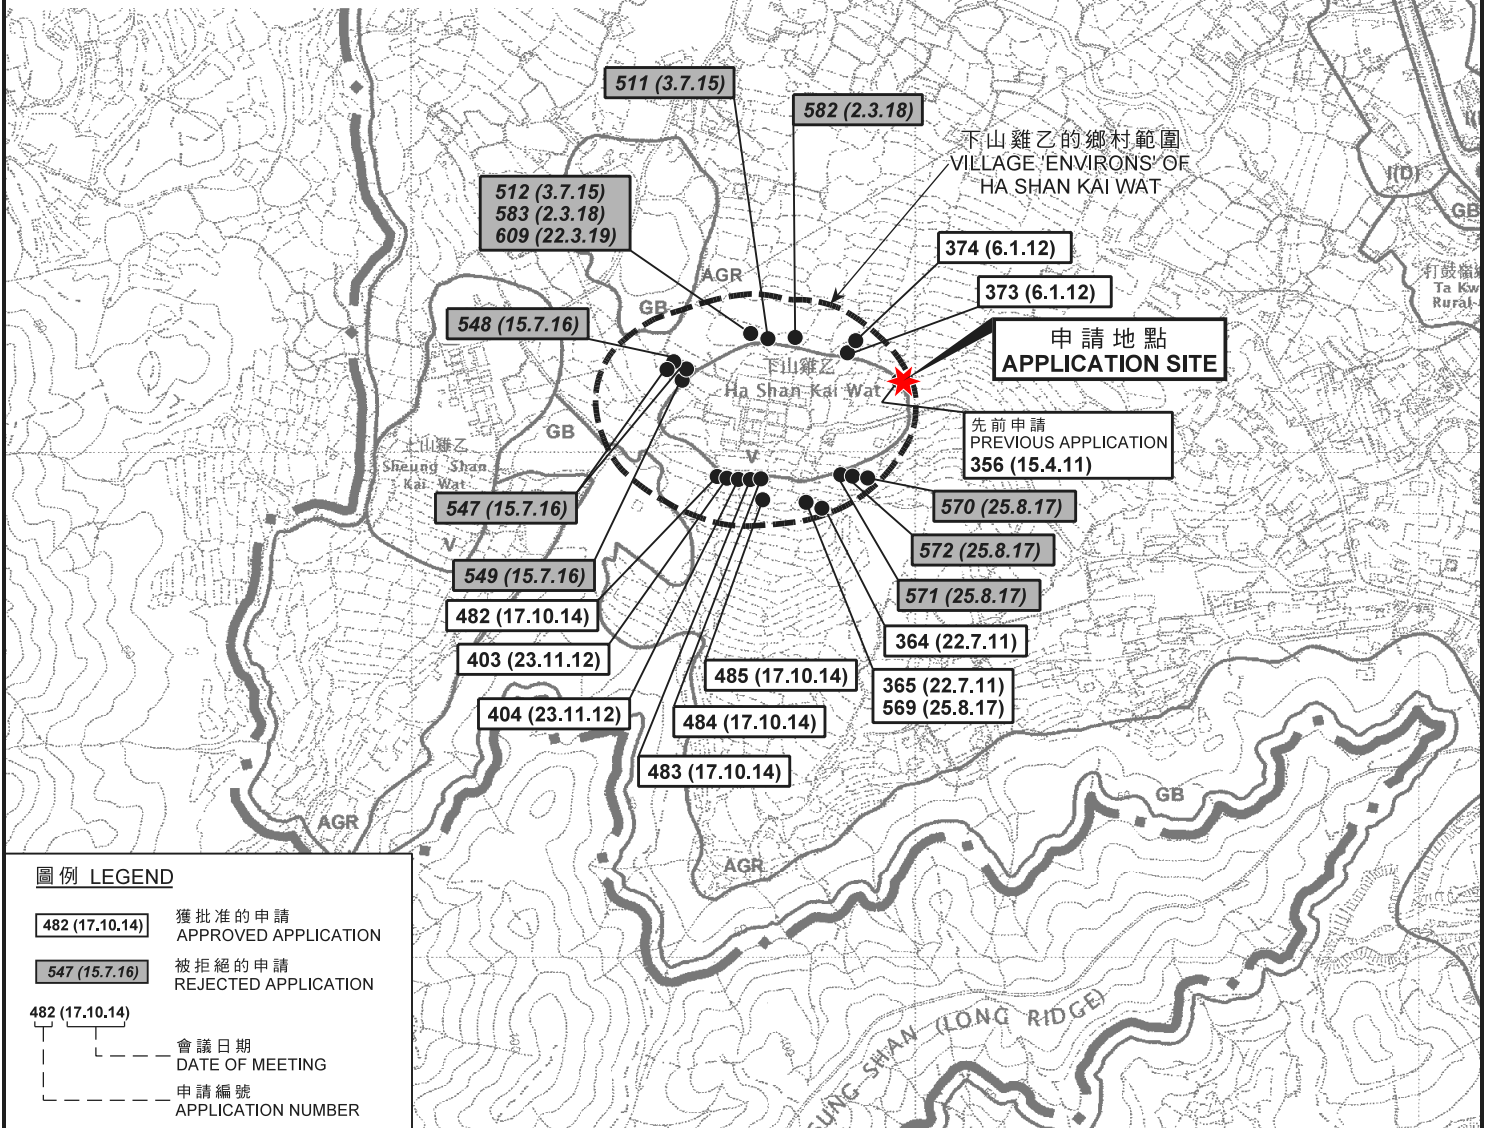 511 (3.7.15)
582 (2.3.18)
下山雞乙的鄉村範圍
VILLAGE 'ENVIRONS' OF
HA SHAN KAI WAT
I(D)
GB
512 (3.7.15)
583 (2.3.18)
609 (22.3.19)
374 (6.1.12)
AGR
GB
373 (6.1.12)
打鼓嶺
Ta Kw
Rural
548 (15.7.16)
申請地點
APPLICATION SITE
下山雞乙
Ha Shan Kai Wat
先前申請
PREVIOUS APPLICATION
356 (15.4.11)
GB
上山雞乙
Sheung Shan
Kai Wat
V
547 (15.7.16)
570 (25.8.17)
V
572 (25.8.17)
549 (15.7.16)
571 (25.8.17)
482 (17.10.14)
364 (22.7.11)
403 (23.11.12)
485 (17.10.14)
365 (22.7.11)
569 (25.8.17)
404 (23.11.12)
484 (17.10.14)
483 (17.10.14)
GB
AGR
AGR
圖例 LEGEND
482 (17.10.14)
獲批准的申請
APPROVED APPLICATION
547 (15.7.16)
被拒絕的申請
REJECTED APPLICATION
482 (17.10.14)
會議日期
DATE OF MEETING
申請編號
APPLICATION NUMBER
UNG SHAN (LONG RIDGE)